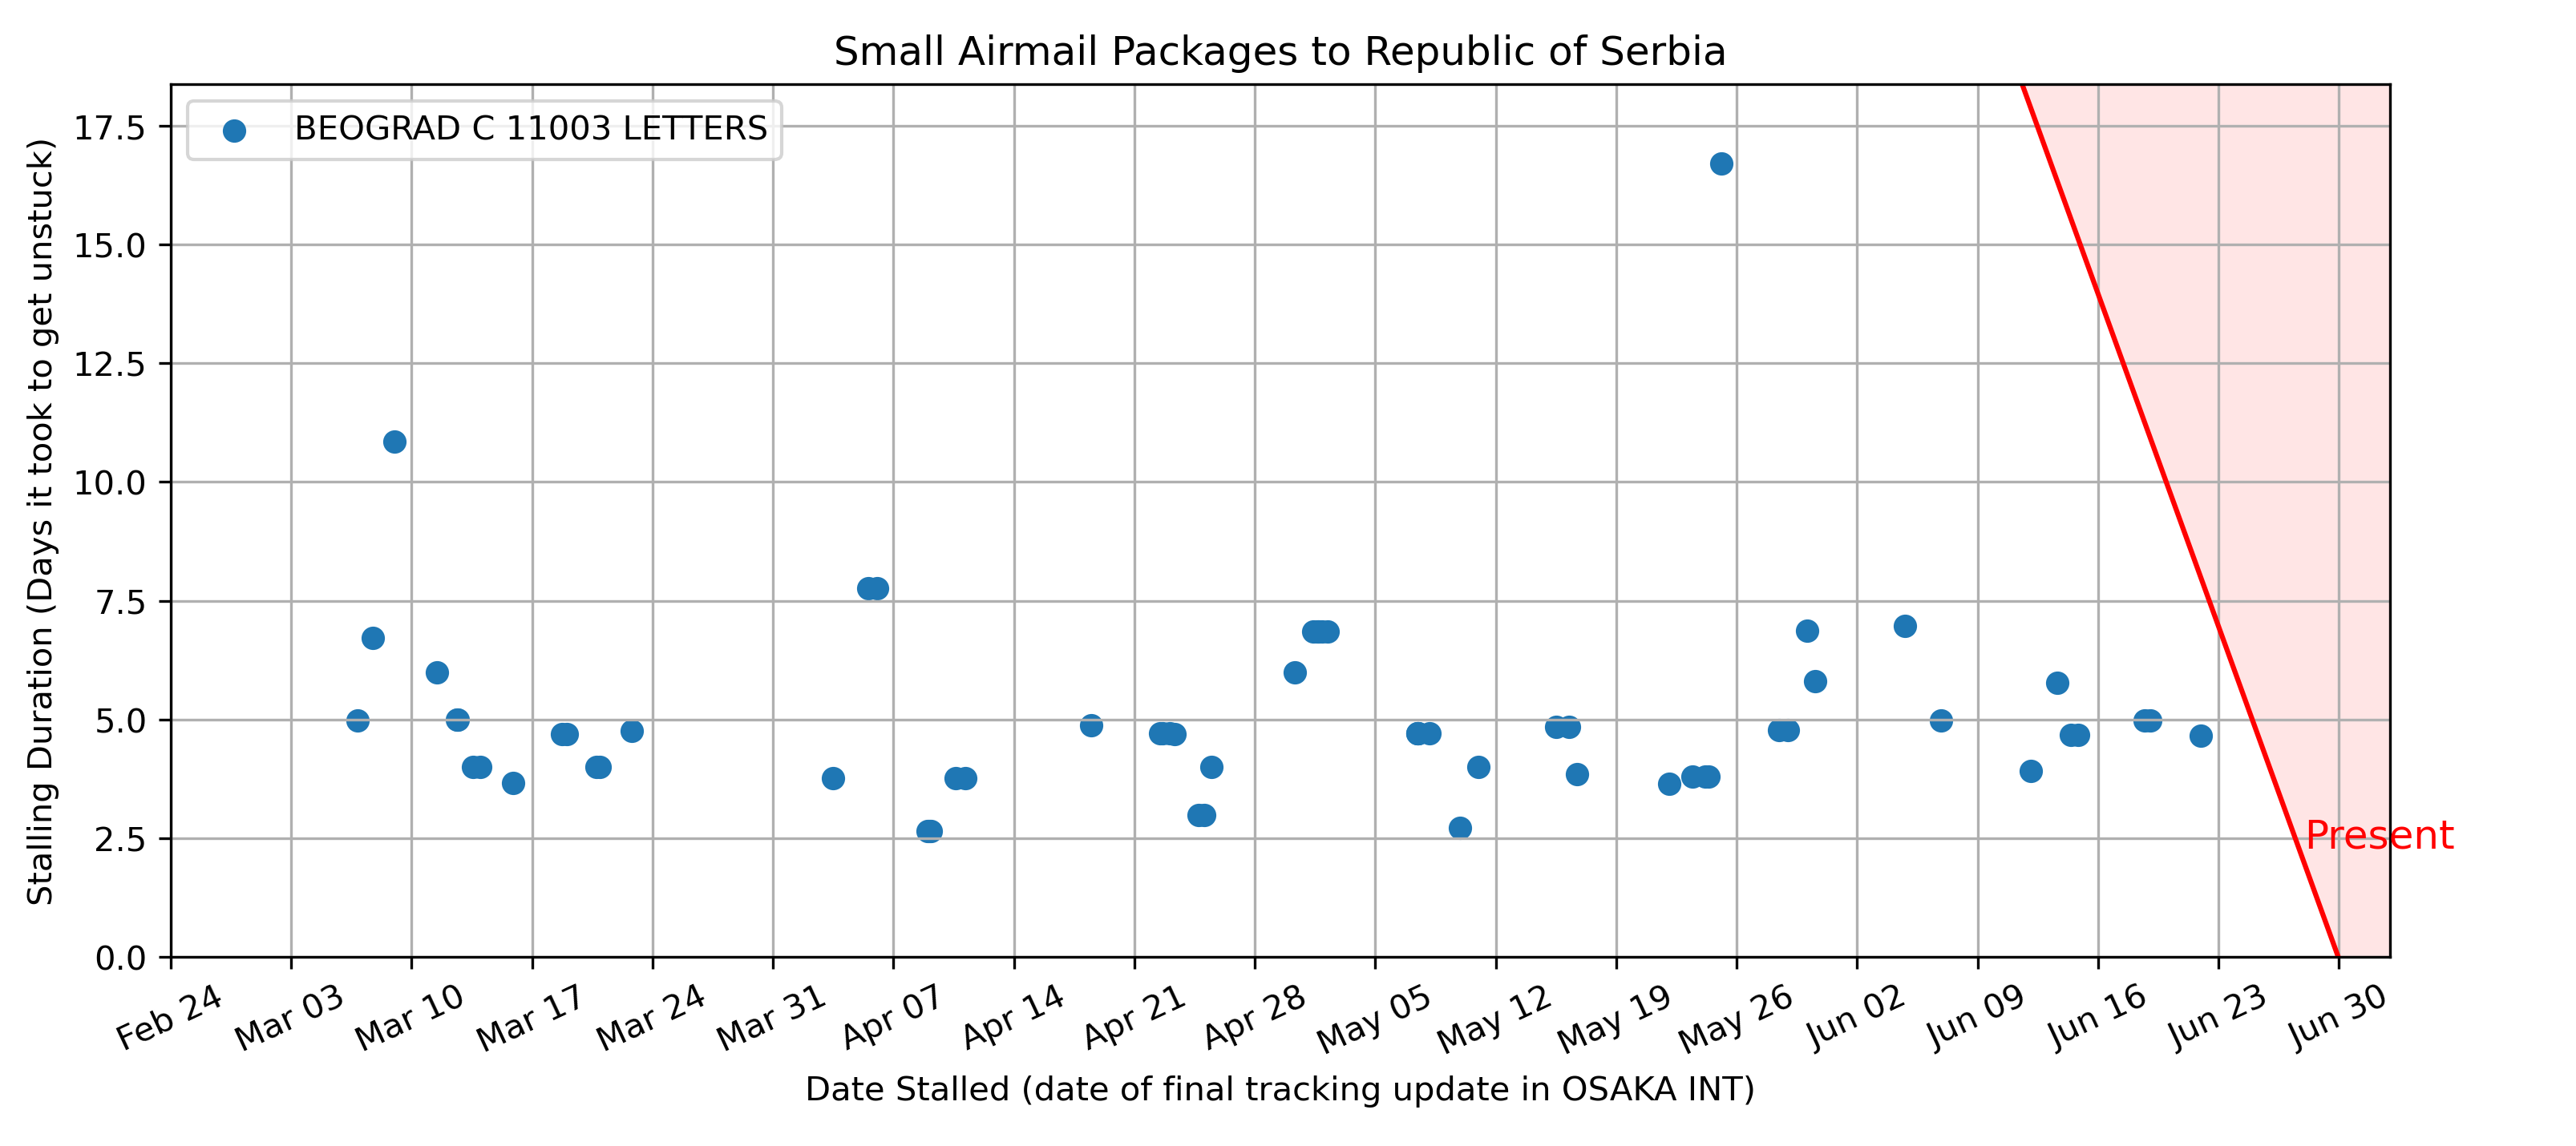 Small Airmail Packages to Republic of Serbia
BEOGRAD C 11003 LETTERS
Stalling Duration (Days it took to get unstuck)
17.5
15.0
12.5
10.0
7.5
5.0
2.5
0.0
Present
Feb 24
Mar 03
Mar 10
Mar 17
Mar 24
Mar 31
Apr 07
Apr 14
Apr 21
Apr 28
May 05
May 12
May 19
May 26
Jun 02
Jun 09
Jun 16
Jun 23
Jun 30
Date Stalled (date of final tracking update in OSAKA INT)